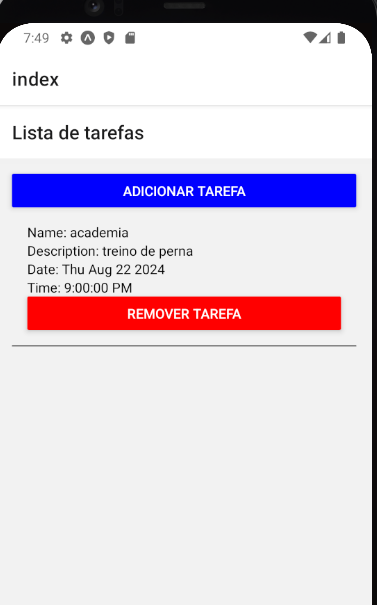 7:49
index
Lista de tarefas
ADICIONAR TAREFA
Name: academia
Description: treino de perna
Date: Thu Aug 22 2024
Time: 9:00:00 PM
REMOVER TAREFA